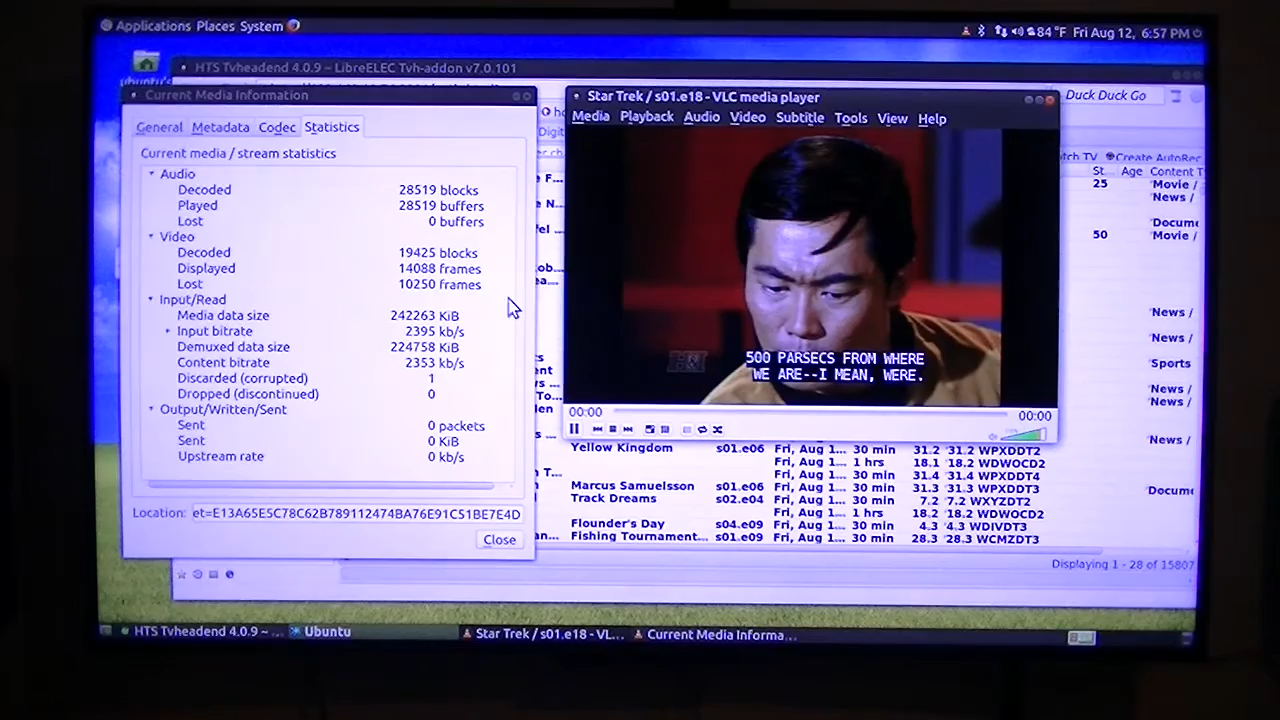 Applications Places System
84 °F Fri Aug 12, 6:57 PM
HTS Tvheadend 4.0.9 – LibreELEC Tvh-addon v7.0.101
Current Media Information
General Metadata Codec Statistics
Current media / stream statistics
Audio
Decoded 28519 blocks
Played 28519 buffers
Lost 0 buffers
Video
Decoded 19425 blocks
Displayed 14088 frames
Lost 10250 frames
Input/Read
Media data size 242263 KiB
Input bitrate 2395 kb/s
Demuxed data size 224758 KiB
Content bitrate 2353 kb/s
Discarded (corrupted) 1
Dropped (discontinued) 0
Output/Written/Sent
Sent 0 packets
Sent 0 KiB
Upstream rate 0 kb/s
Location: et=E13A65E5C78C62B789112474BA76E91C51BE7E4D
Close
Star Trek / s01.e18 - VLC media player
Media Playback Audio Video Subtitle Tools View Help
500 PARSECS FROM WHERE
WE ARE--I MEAN, WERE.
00:00 00:00
Duck Duck Go
tch TV Create AutoRec
St... Age Content T
25 'Movie /
'News /
'Docume
50 'Movie /
'News /
'Sports
'News /
'News /
'News /
Yellow Kingdom s01.e06 Fri, Aug 1... 30 min 31.2 '31.2 WPXDDT2
Fri, Aug 1... 1 hrs 18.1 '18.2 WDWOCD2
Fri, Aug 1... 30 min 31.4 '31.4 WPXDDT4
Marcus Samuelsson s01.e06 Fri, Aug 1... 30 min 31.3 '31.3 WPXDDT3
Track Dreams s02.e04 Fri, Aug 1... 30 min 7.2 '7.2 WXYZDT2
Fri, Aug 1... 1 hrs 18.2 '18.2 WDWOCD2
Flounder's Day s04.e09 Fri, Aug 1... 30 min 4.3 '4.3 WDIVDT3
Fishing Tournament... s01.e09 Fri, Aug 1... 30 min 28.3 '28.3 WCMZDT3
'Docume
Displaying 1 - 28 of 15807
HTS Tvheadend 4.0.9 ~ ...
Ubuntu
Star Trek / s01.e18 - VL...
Current Media Informa...